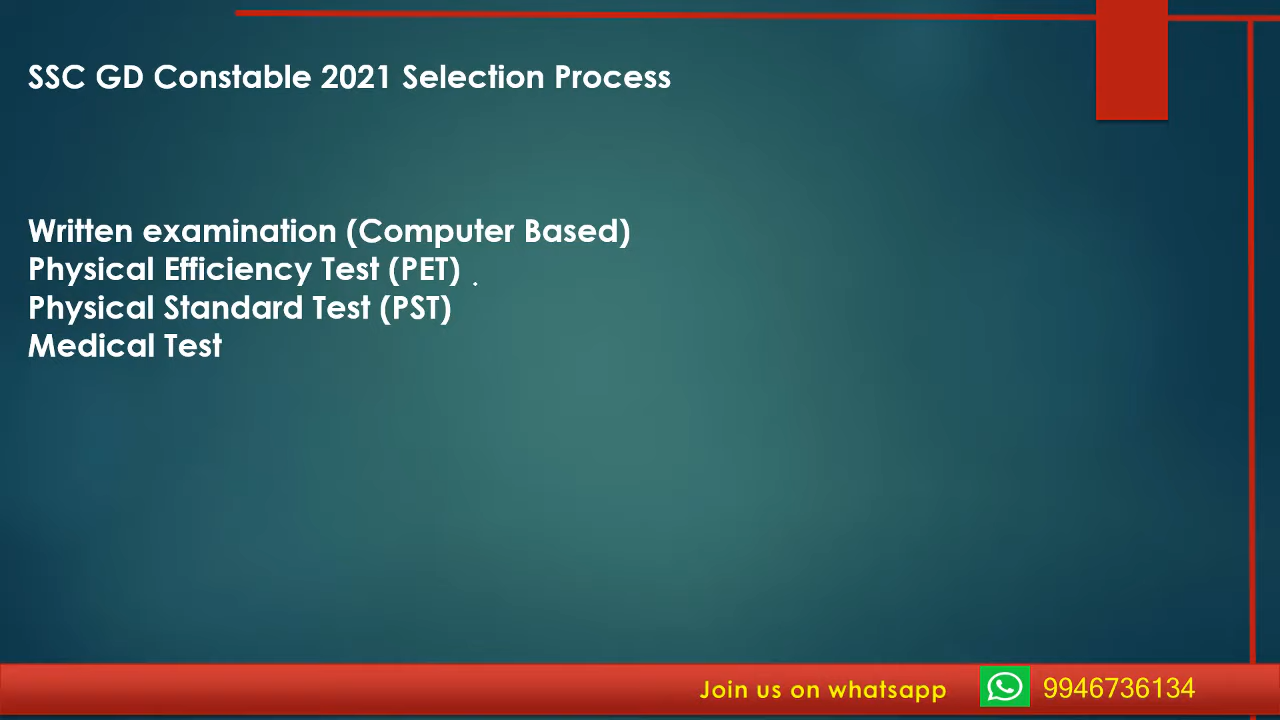 SSC GD Constable 2021 Selection Process
Written examination (Computer Based)
Physical Efficiency Test (PET) .
Physical Standard Test (PST)
Medical Test
Join us on whatsapp 9946736134